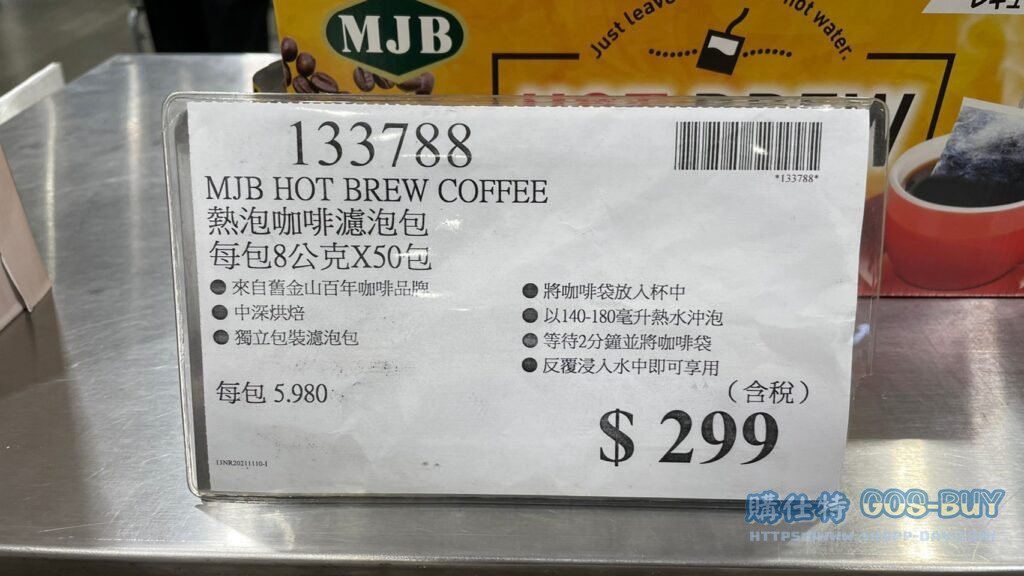 MJB
Just leave
hot water.
HOT BREW
133788
*133788*
MJB HOT BREW COFFEE
熱泡咖啡濾泡包
每包8公克X50包
來自舊金山百年咖啡品牌
中深烘焙
獨立包裝濾泡包
將咖啡袋放入杯中
以140-180毫升熱水沖泡
等待2分鐘並將咖啡袋
反覆浸入水中即可享用
每包 5.980
（含稅）
$ 299
13NR20211110-1
購仕特 GOS-BUY